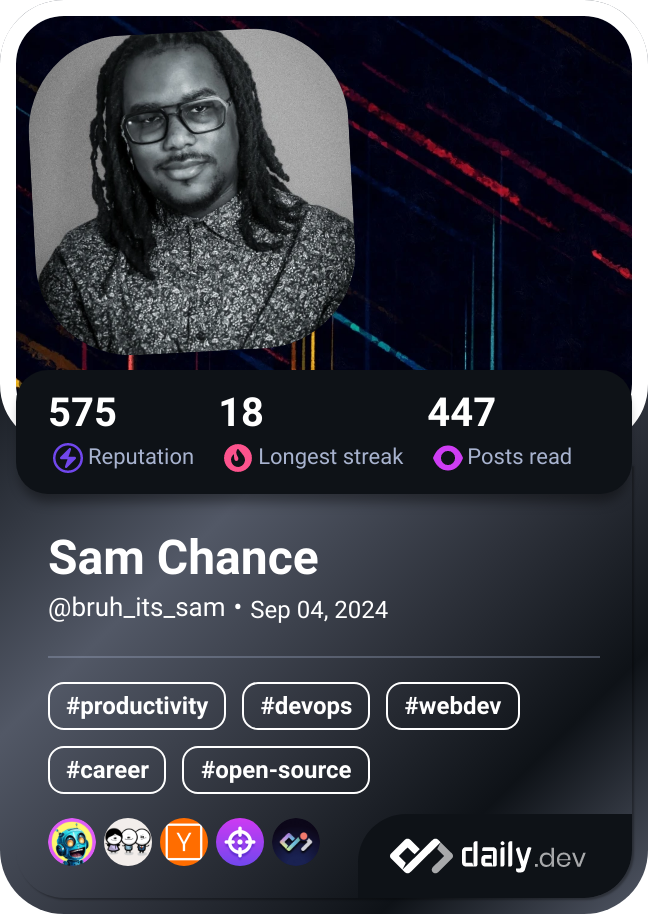 575 18 447
Reputation Longest streak Posts read
Sam Chance
@bruh_its_sam • Sep 04, 2024
#productivity #devops #webdev
#career #open-source
Y
daily.dev